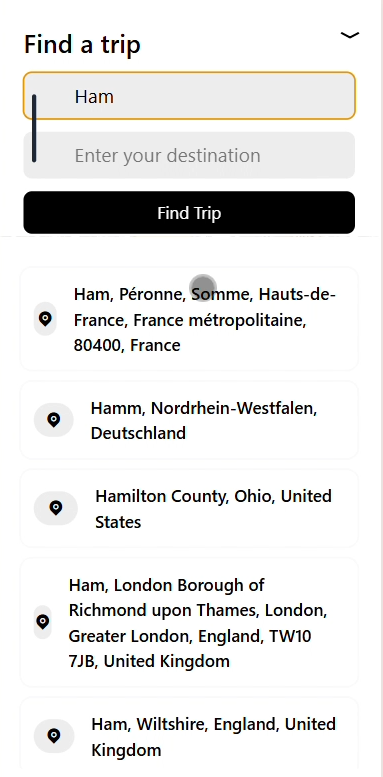 Find a trip
Ham
Enter your destination
Find Trip
Ham, Péronne, Somme, Hauts-de-
France, France métropolitaine,
80400, France
Hamm, Nordrhein-Westfalen,
Deutschland
Hamilton County, Ohio, United
States
Ham, London Borough of
Richmond upon Thames, London,
Greater London, England, TW10
7JB, United Kingdom
Ham, Wiltshire, England, United
Kingdom